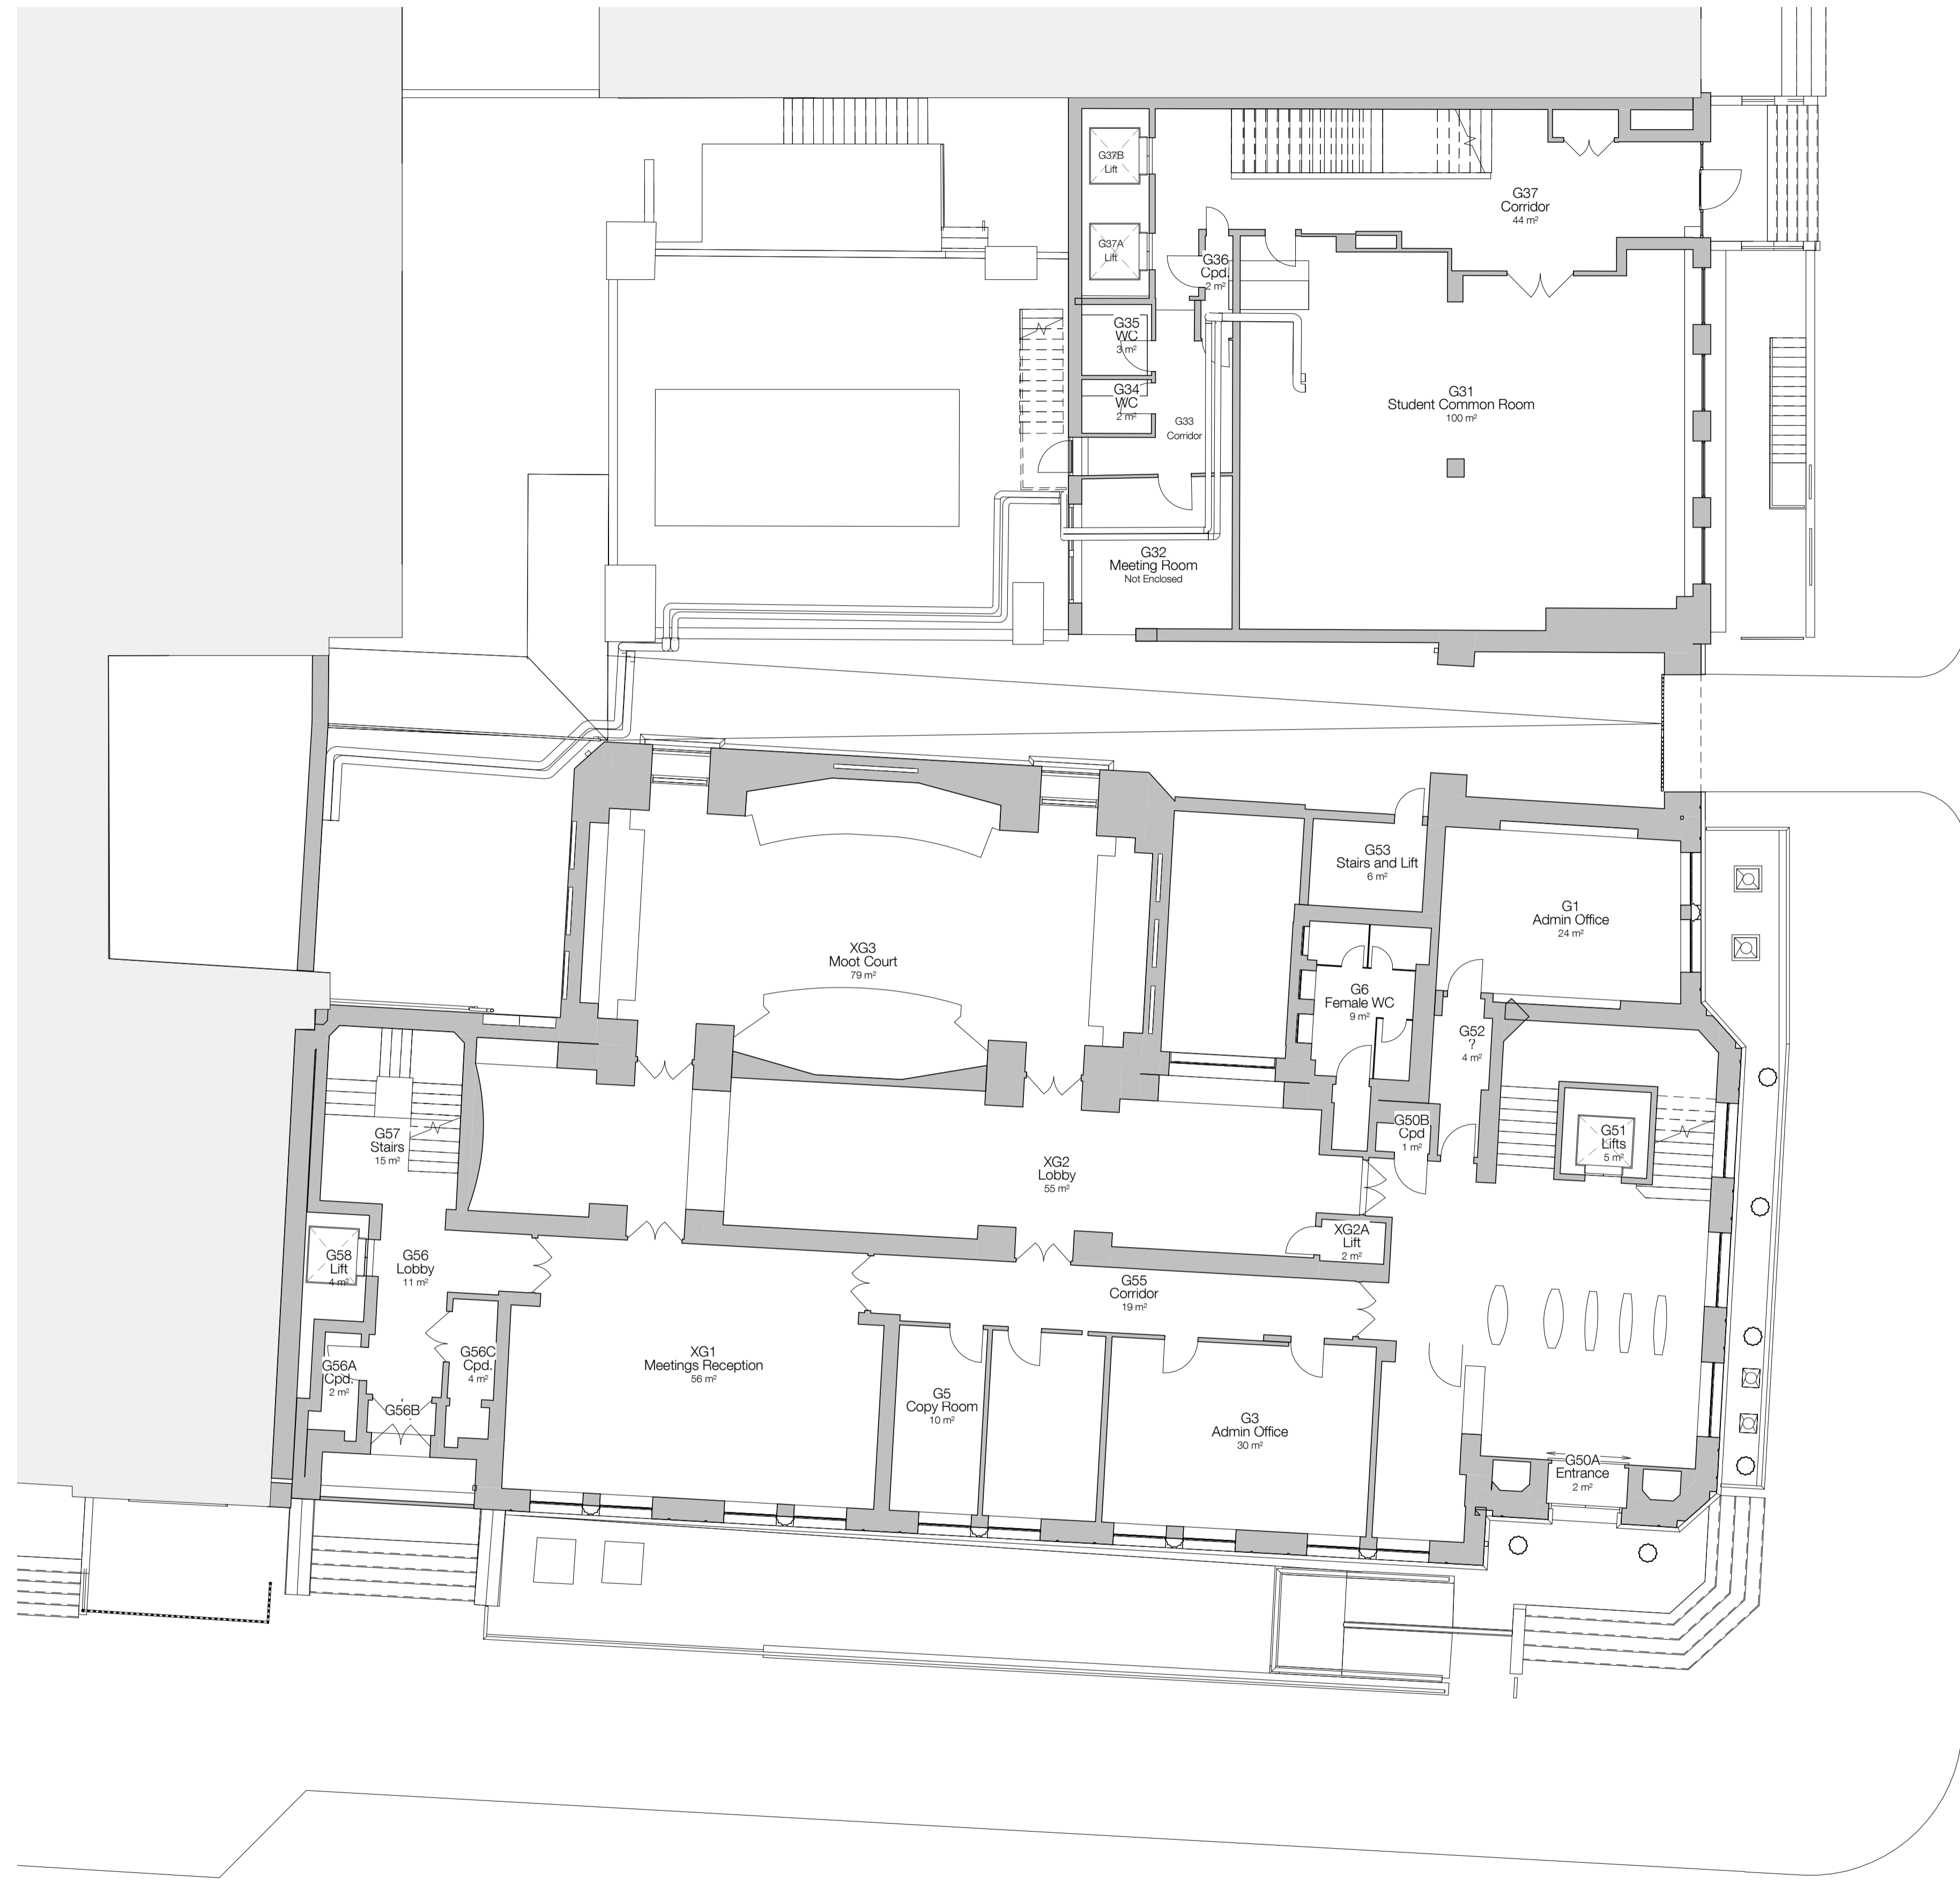 G37B
Lift
G37
Corridor
44 m²
G37A
Lift
G36
Cpd.
2 m²
G35
WC
3 m²
G34
WC
2 m²
G33
Corridor
G31
Student Common Room
100 m²
G32
Meeting Room
Not Enclosed
G53
Stairs and Lift
6 m²
G1
Admin Office
24 m²
XG3
Moot Court
79 m²
G6
Female WC
9 m²
G52
?
4 m²
G57
Stairs
15 m²
G50B
Cpd
1 m²
G51
Lifts
5 m²
XG2
Lobby
55 m²
XG2A
Lift
2 m²
G58
Lift
4 m²
G56
Lobby
11 m²
G55
Corridor
19 m²
G56A
Cpd.
2 m²
G56C
Cpd.
4 m²
XG1
Meetings Reception
56 m²
G56B
G5
Copy Room
10 m²
G3
Admin Office
30 m²
G50A
Entrance
2 m²